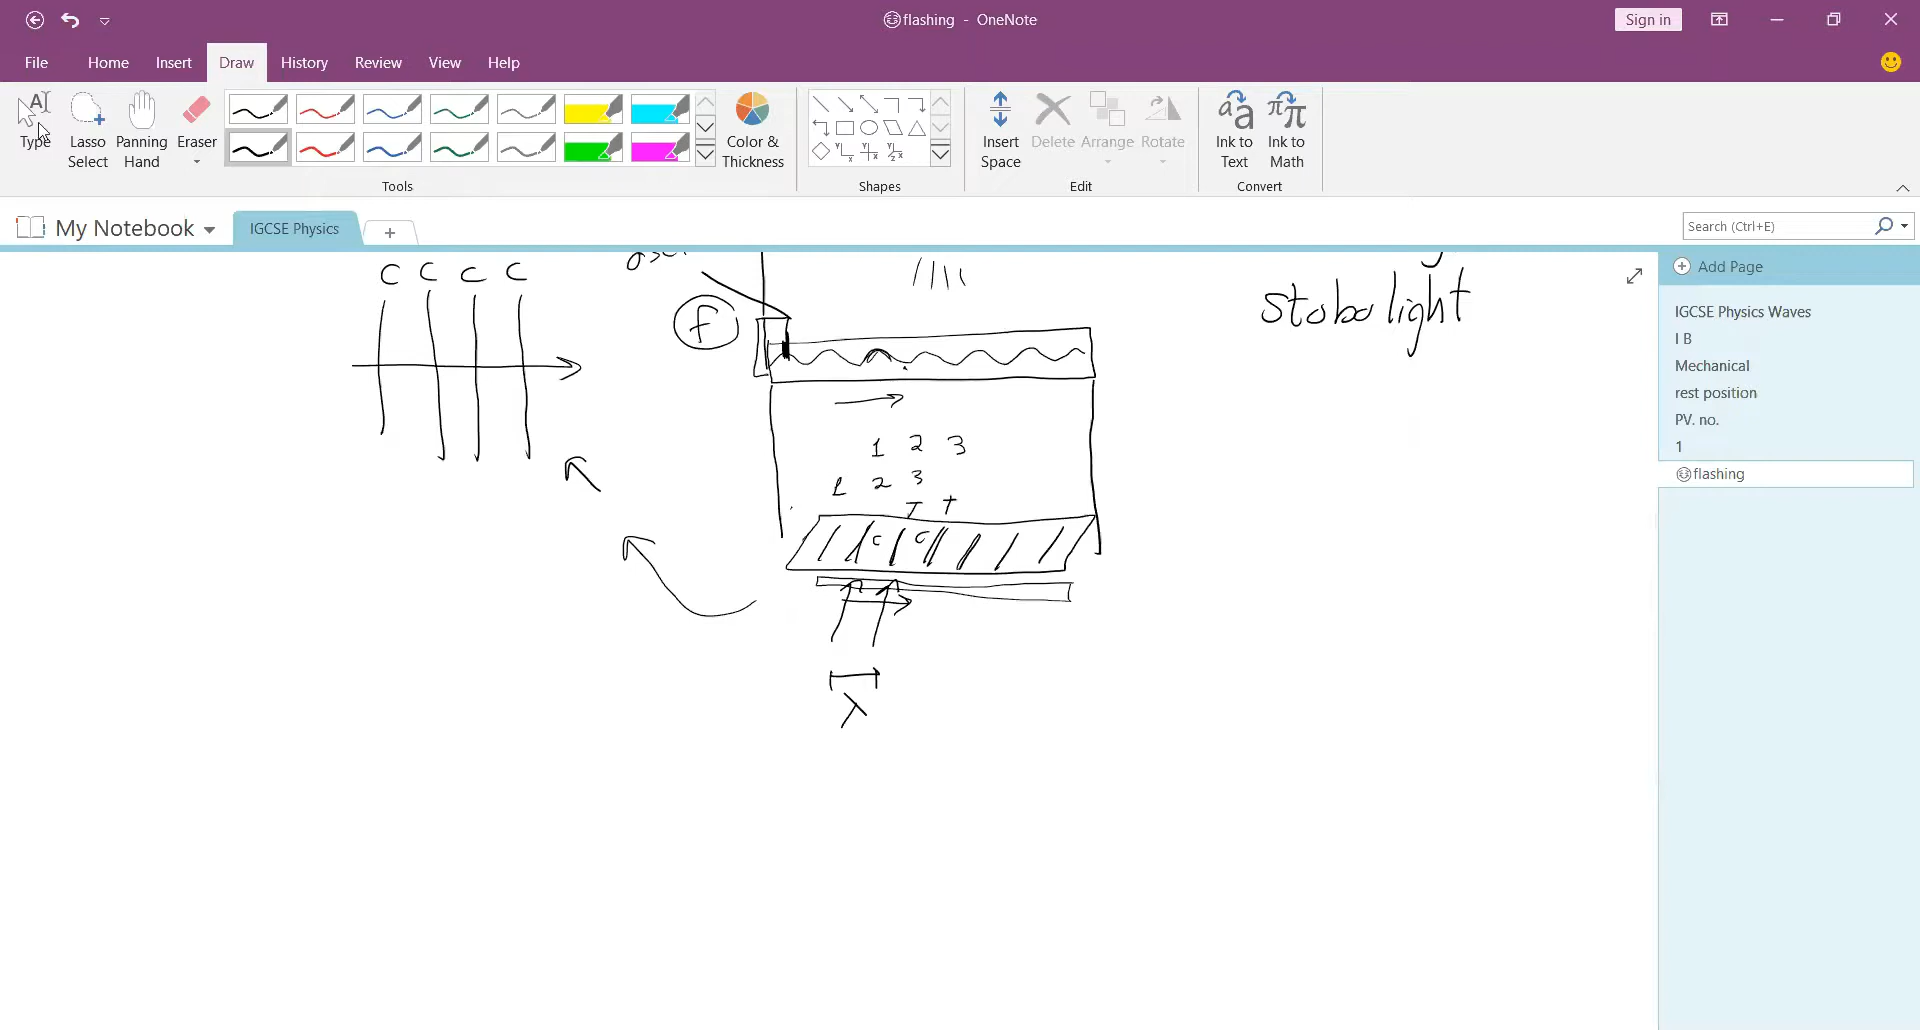 flashing - OneNote
Sign in
File Home Insert Draw History Review View Help
Type
Lasso Select
Panning Hand
Eraser
Color & Thickness
Insert Space
Delete
Arrange
Rotate
Ink to Text
Ink to Math
Tools
Shapes
Edit
Convert
My Notebook
IGCSE Physics
Search (Ctrl+E)
Add Page
IGCSE Physics Waves
I B
Mechanical
rest position
PV. no.
1
flashing
C C C C
f
stobo light
1 2 3
1 2 3
T T
C C
λ